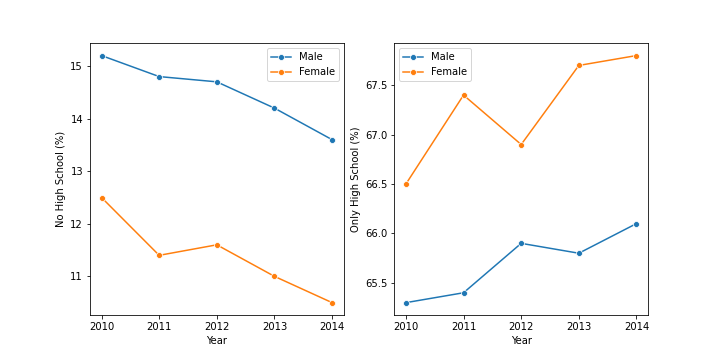 Male
Female
15
14
13
12
11
No High School (%)
2010 2011 2012 2013 2014
Year
Male
Female
67.5
67.0
66.5
66.0
65.5
Only High School (%)
2010 2011 2012 2013 2014
Year